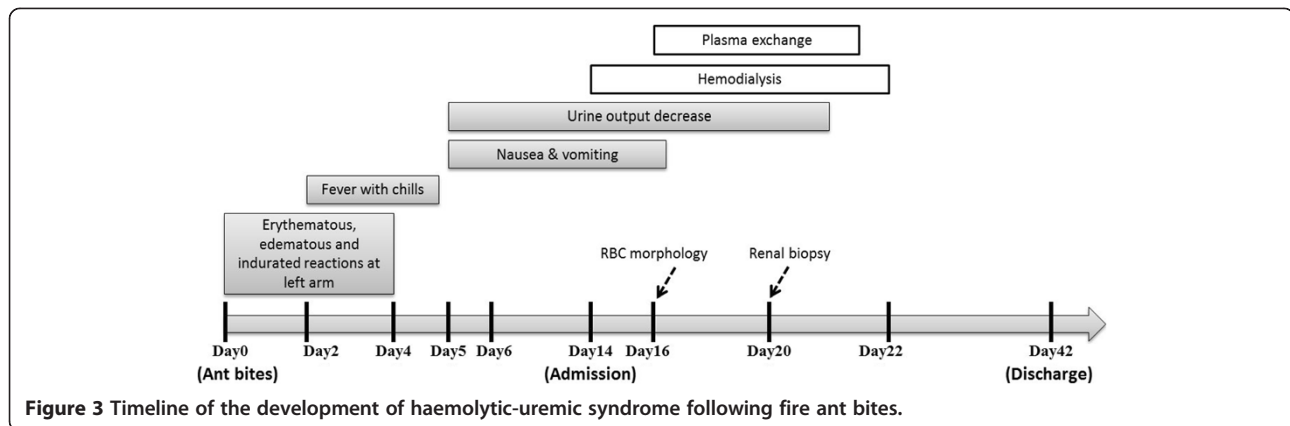 Plasma exchange
Hemodialysis
Urine output decrease
Nausea & vomiting
Fever with chills
Erythematous,
edematous and
indurated reactions at
left arm
RBC morphology
Renal biopsy
Day0 Day2 Day4 Day5 Day6 Day14 Day16 Day20 Day22 Day42
(Ant bites) (Admission) (Discharge)
Figure 3 Timeline of the development of haemolytic-uremic syndrome following fire ant bites.